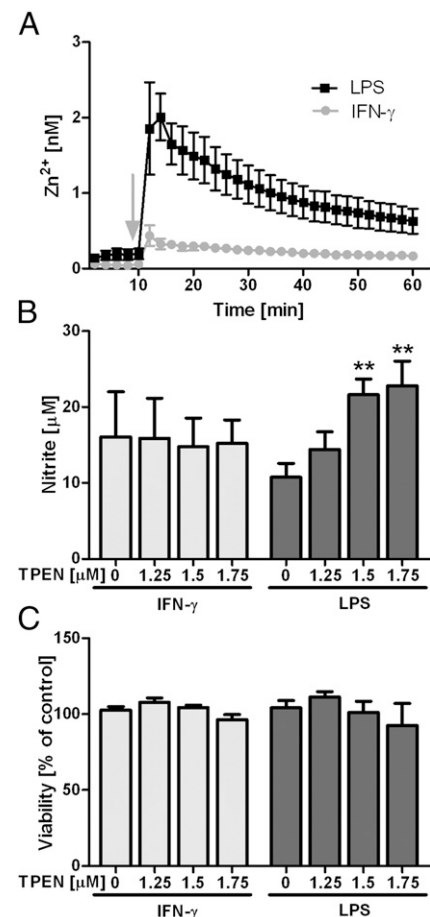 A
3
2
1
0
Zn²⁺ [nM]
LPS
IFN-γ
0 10 20 30 40 50 60
Time [min]
B
30
20
10
0
Nitrite [µM]
** **
TPEN [µM] 0 1.25 1.5 1.75 0 1.25 1.5 1.75
IFN-γ LPS
C
150
100
50
0
Viability [% of control]
TPEN [µM] 0 1.25 1.5 1.75 0 1.25 1.5 1.75
IFN-γ LPS